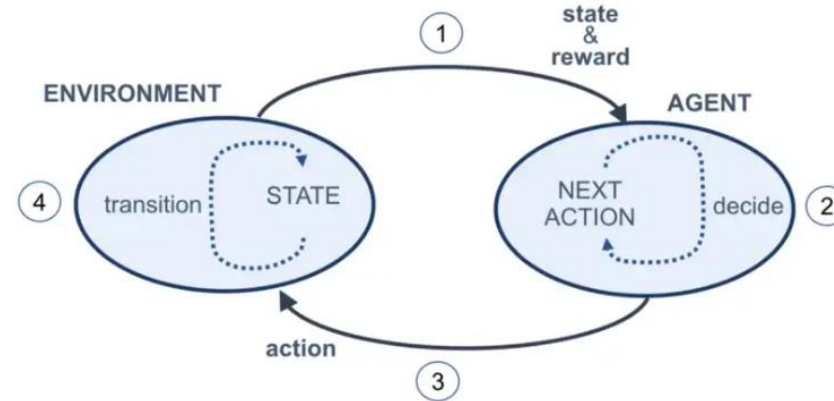 1
state
&
reward
ENVIRONMENT
AGENT
4
transition
STATE
NEXT
ACTION
decide
2
action
3